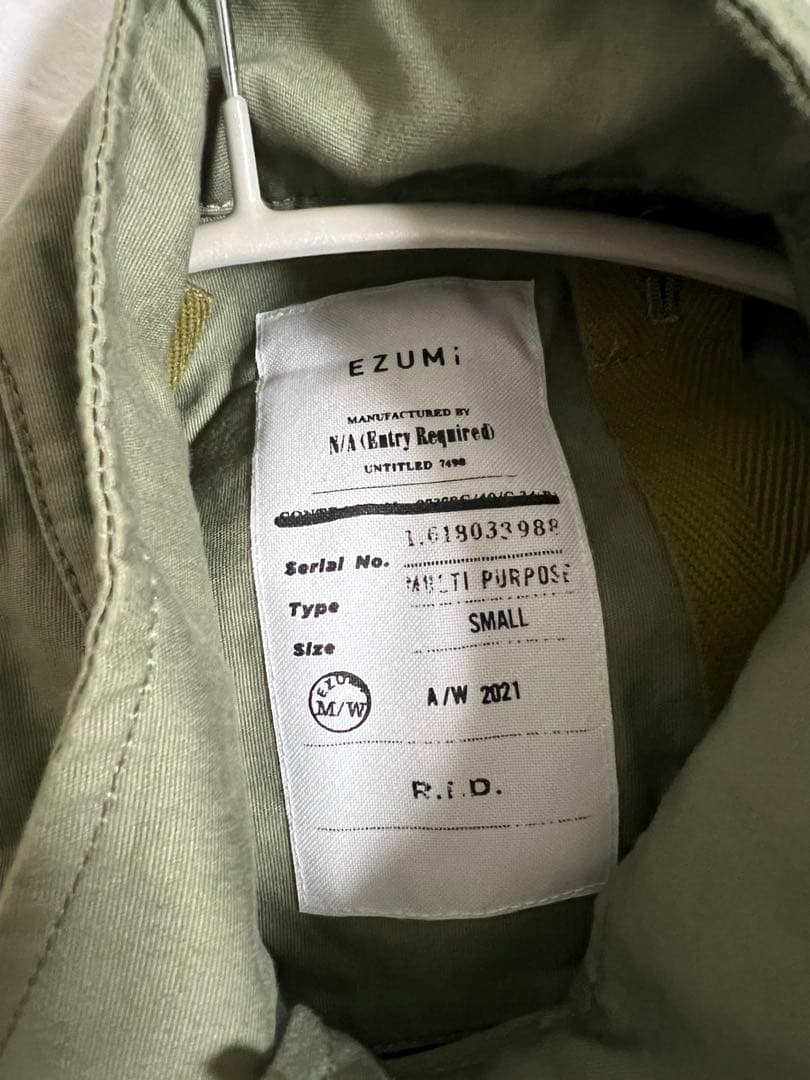 EZUMi
MANUFACTURED BY
N/A (Entry Required)
UNTITLED 7498
Serial No. 1.618033988
Type MULTI PURPOSE
Size SMALL
EZUMi
M/W
A/W 2021
R.i.D.